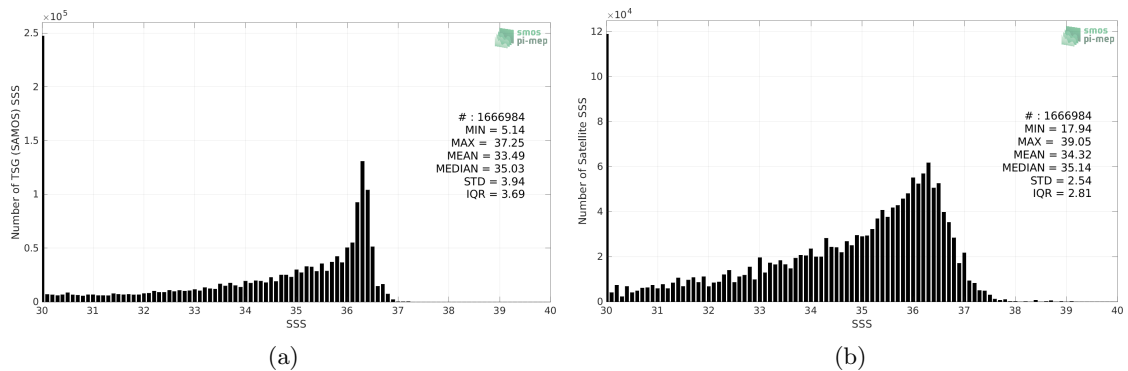 ×10⁵
2.5
2
1.5
1
0.5
0
Number of TSG (SAMOS) SSS
smos
pi-mep
# : 1666984
MIN = 5.14
MAX = 37.25
MEAN = 33.49
MEDIAN = 35.03
STD = 3.94
IQR = 3.69
30 31 32 33 34 35 36 37 38 39 40
SSS
(a)
×10⁴
12
10
8
6
4
2
0
Number of Satellite SSS
smos
pi-mep
# : 1666984
MIN = 17.94
MAX = 39.05
MEAN = 34.32
MEDIAN = 35.14
STD = 2.54
IQR = 2.81
30 31 32 33 34 35 36 37 38 39 40
SSS
(b)